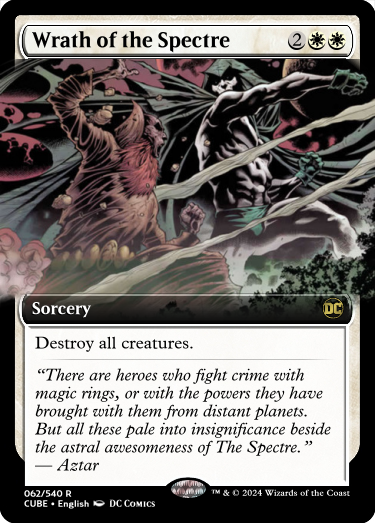 Wrath of the Spectre 2
Sorcery DC
Destroy all creatures.
“There are heroes who fight crime with
magic rings, or with the powers they have
brought with them from distant planets.
But all these pale into insignificance beside
the astral awesomeness of The Spectre.”
— Aztar
062/540 R
CUBE • English DC COMICS
™ & © 2024 Wizards of the Coast